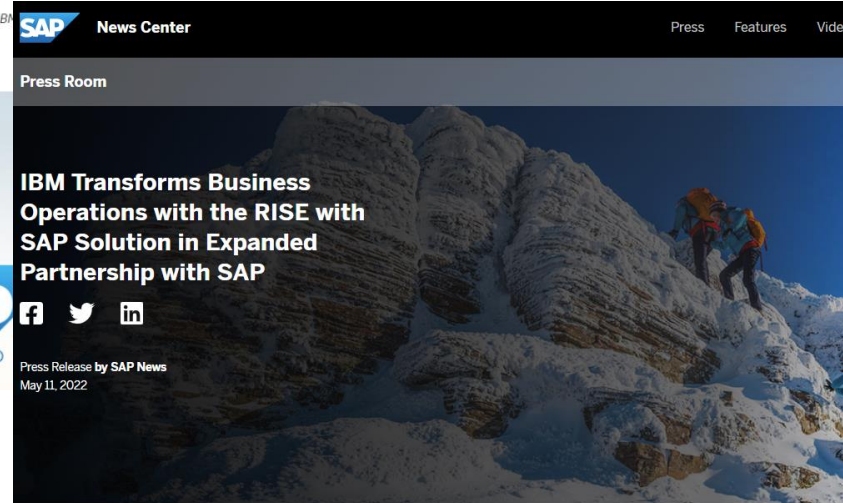 SAP
News Center
Press
Features
Press Room
IBM Transforms Business
Operations with the RISE with
SAP Solution in Expanded
Partnership with SAP
Press Release by SAP News
May 11, 2022